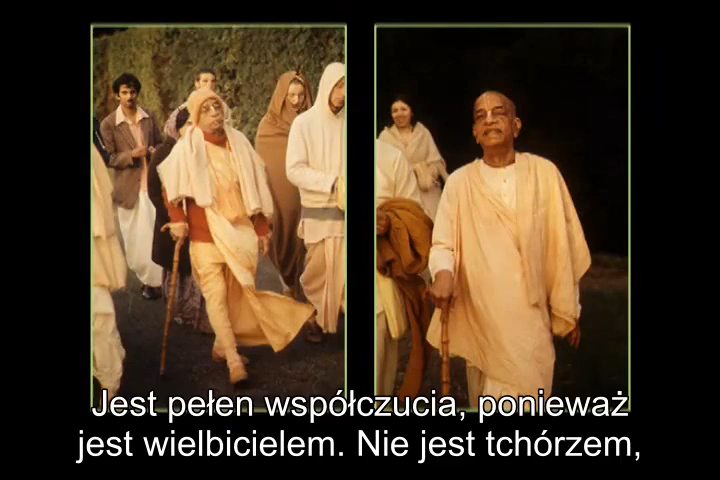 Jest pełen współczucia, ponieważ
jest wielbicielem. Nie jest tchórzem,